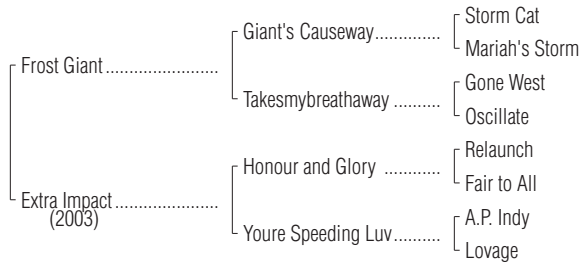 Storm Cat
Giant's Causeway..............
Mariah's Storm
Frost Giant........................
Gone West
Takesmybreathaway ..........
Oscillate
Relaunch
Honour and Glory ............
Fair to All
Extra Impact......................
(2003)
A.P. Indy
Youre Speeding Luv..........
Lovage